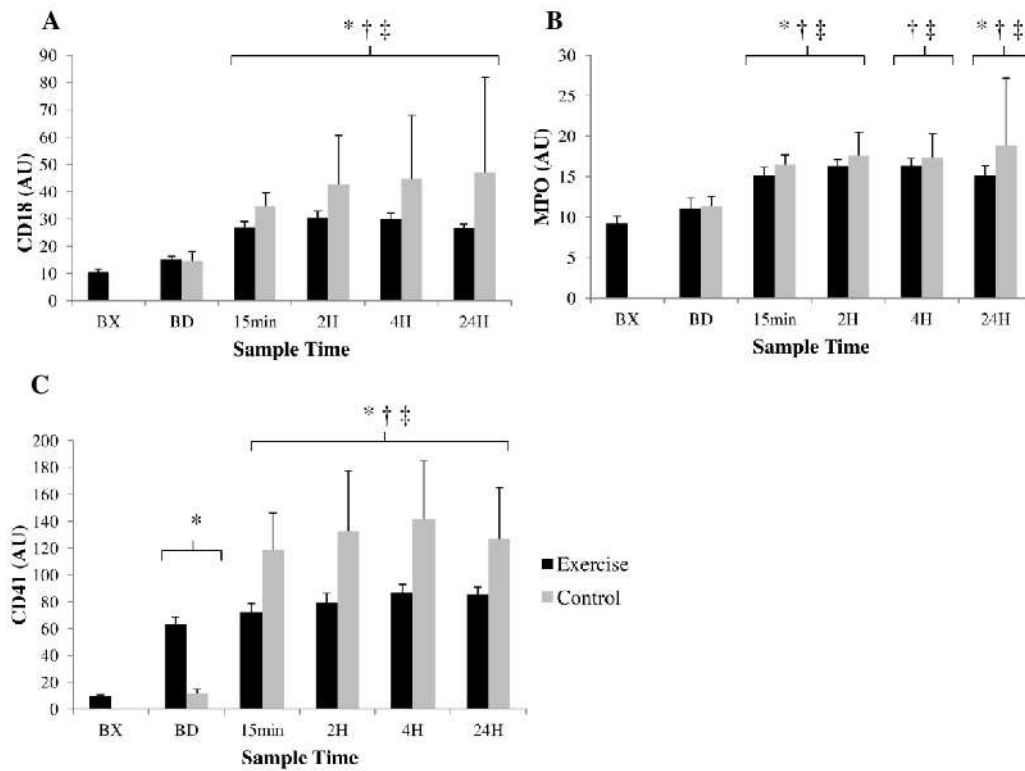 A
* † ‡
90
80
70
60
50
40
30
20
10
0
CD18 (AU)
BX BD 15min 2H 4H 24H
Sample Time
B
* † ‡ † ‡ * † ‡
30
25
20
15
10
5
0
MPO (AU)
BX BD 15min 2H 4H 24H
Sample Time
C
* † ‡
*
200
180
160
140
120
100
80
60
40
20
0
CD41 (AU)
BX BD 15min 2H 4H 24H
Sample Time
Exercise
Control